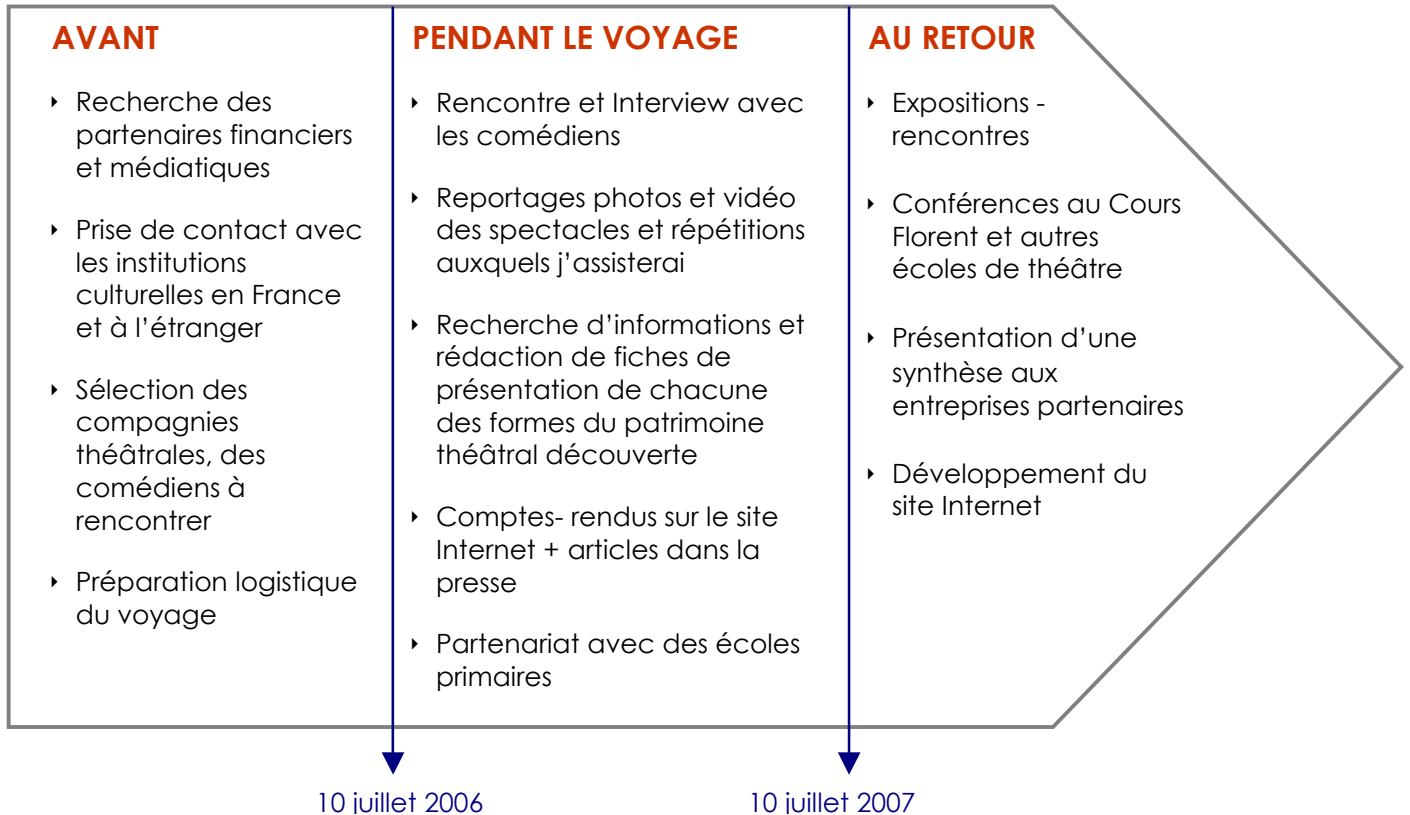 AVANT
‣ Recherche des
partenaires financiers
et médiatiques
‣ Prise de contact avec
les institutions
culturelles en France
et à l’étranger
‣ Sélection des
compagnies
théâtrales, des
comédiens à
rencontrer
‣ Préparation logistique
du voyage
PENDANT LE VOYAGE
‣ Rencontre et Interview avec
les comédiens
‣ Reportages photos et vidéo
des spectacles et répétitions
auxquels j’assisterai
‣ Recherche d’informations et
rédaction de fiches de
présentation de chacune
des formes du patrimoine
théâtral découverte
‣ Comptes- rendus sur le site
Internet + articles dans la
presse
‣ Partenariat avec des écoles
primaires
AU RETOUR
‣ Expositions -
rencontres
‣ Conférences au Cours
Florent et autres
écoles de théâtre
‣ Présentation d’une
synthèse aux
entreprises partenaires
‣ Développement du
site Internet
10 juillet 2006
10 juillet 2007